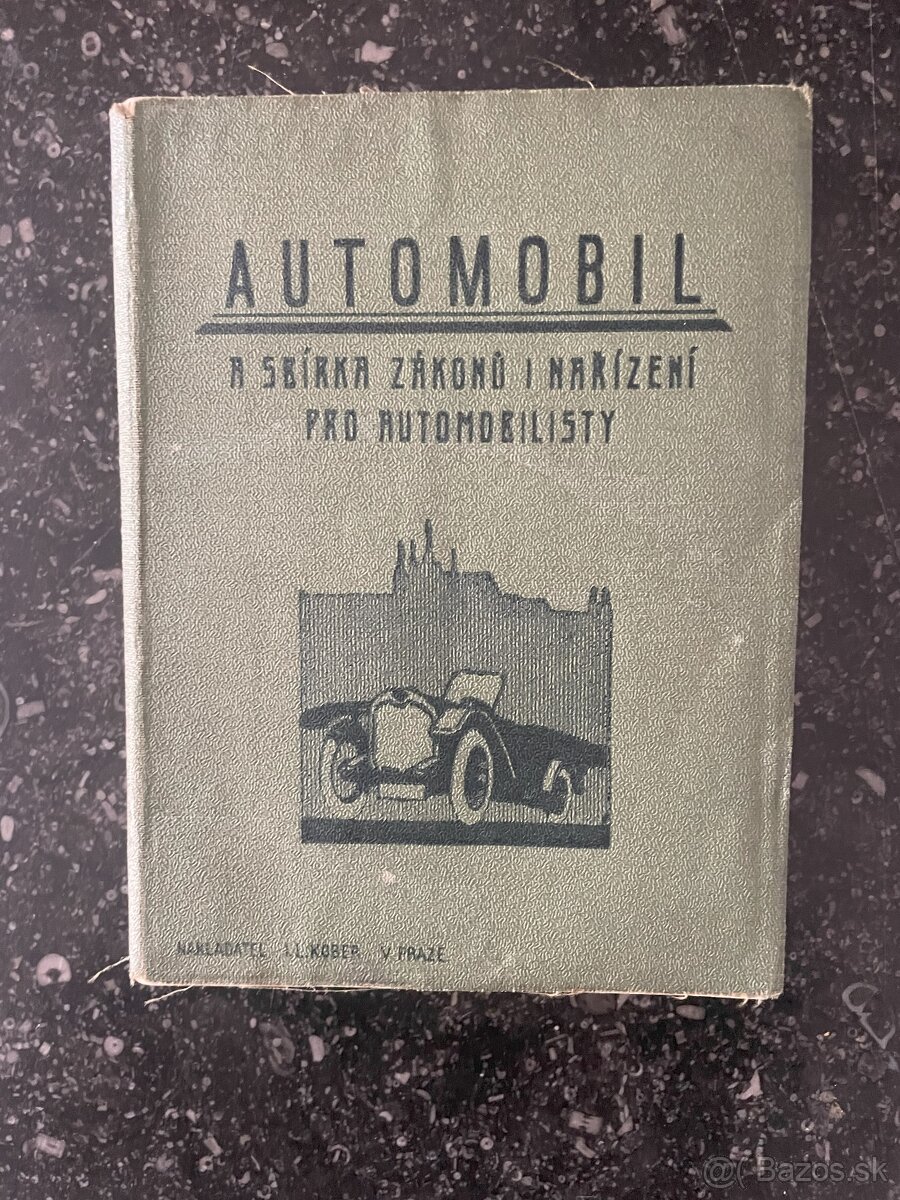 AUTOMOBIL
A SBÍRKA ZÁKONŮ I NAŘÍZENÍ
PRO AUTOMOBILISTY
NAKLADATEL I.L.KOBER V PRAZE
@( Bazos.sk